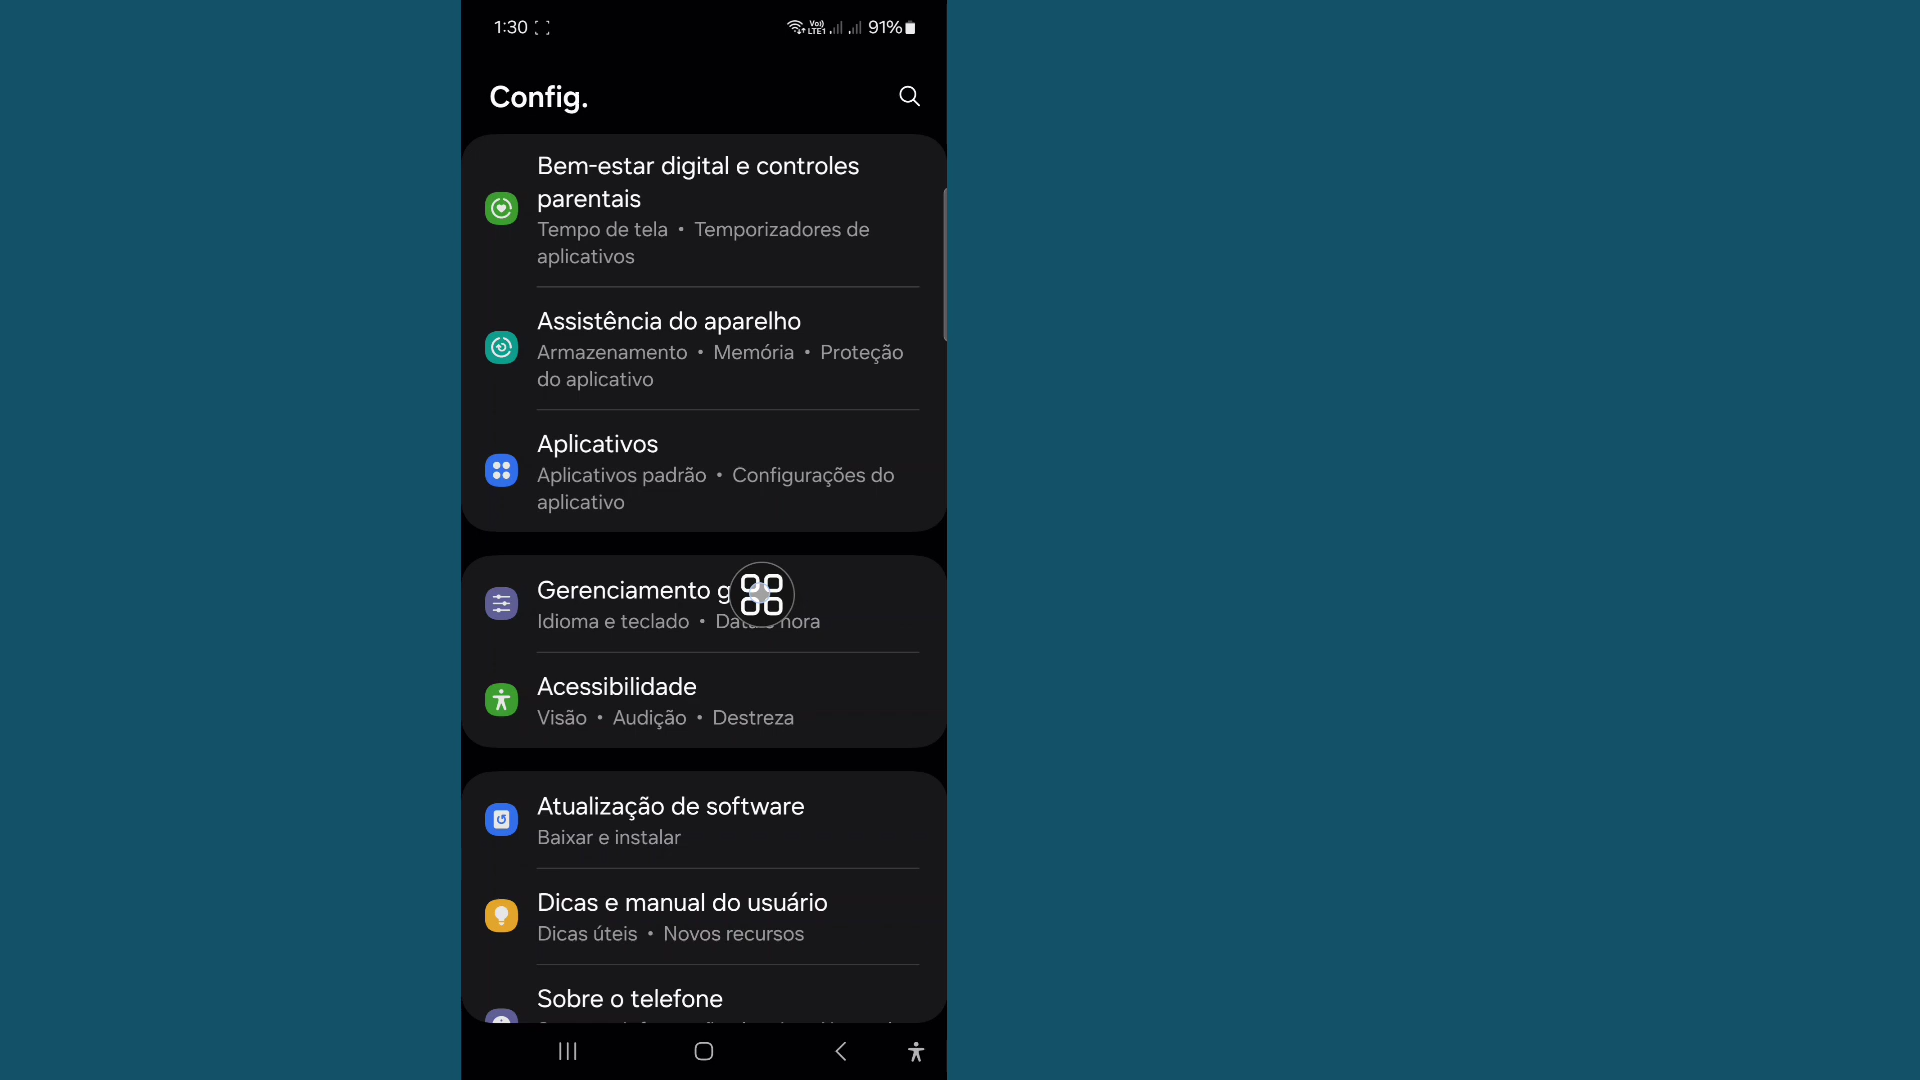 1:30 Vo)) LTE1 91%
Config.
Bem-estar digital e controles
parentais
Tempo de tela • Temporizadores de
aplicativos
Assistência do aparelho
Armazenamento • Memória • Proteção
do aplicativo
Aplicativos
Aplicativos padrão • Configurações do
aplicativo
Gerenciamento g
Idioma e teclado • Data e hora
Acessibilidade
Visão • Audição • Destreza
Atualização de software
Baixar e instalar
Dicas e manual do usuário
Dicas úteis • Novos recursos
Sobre o telefone